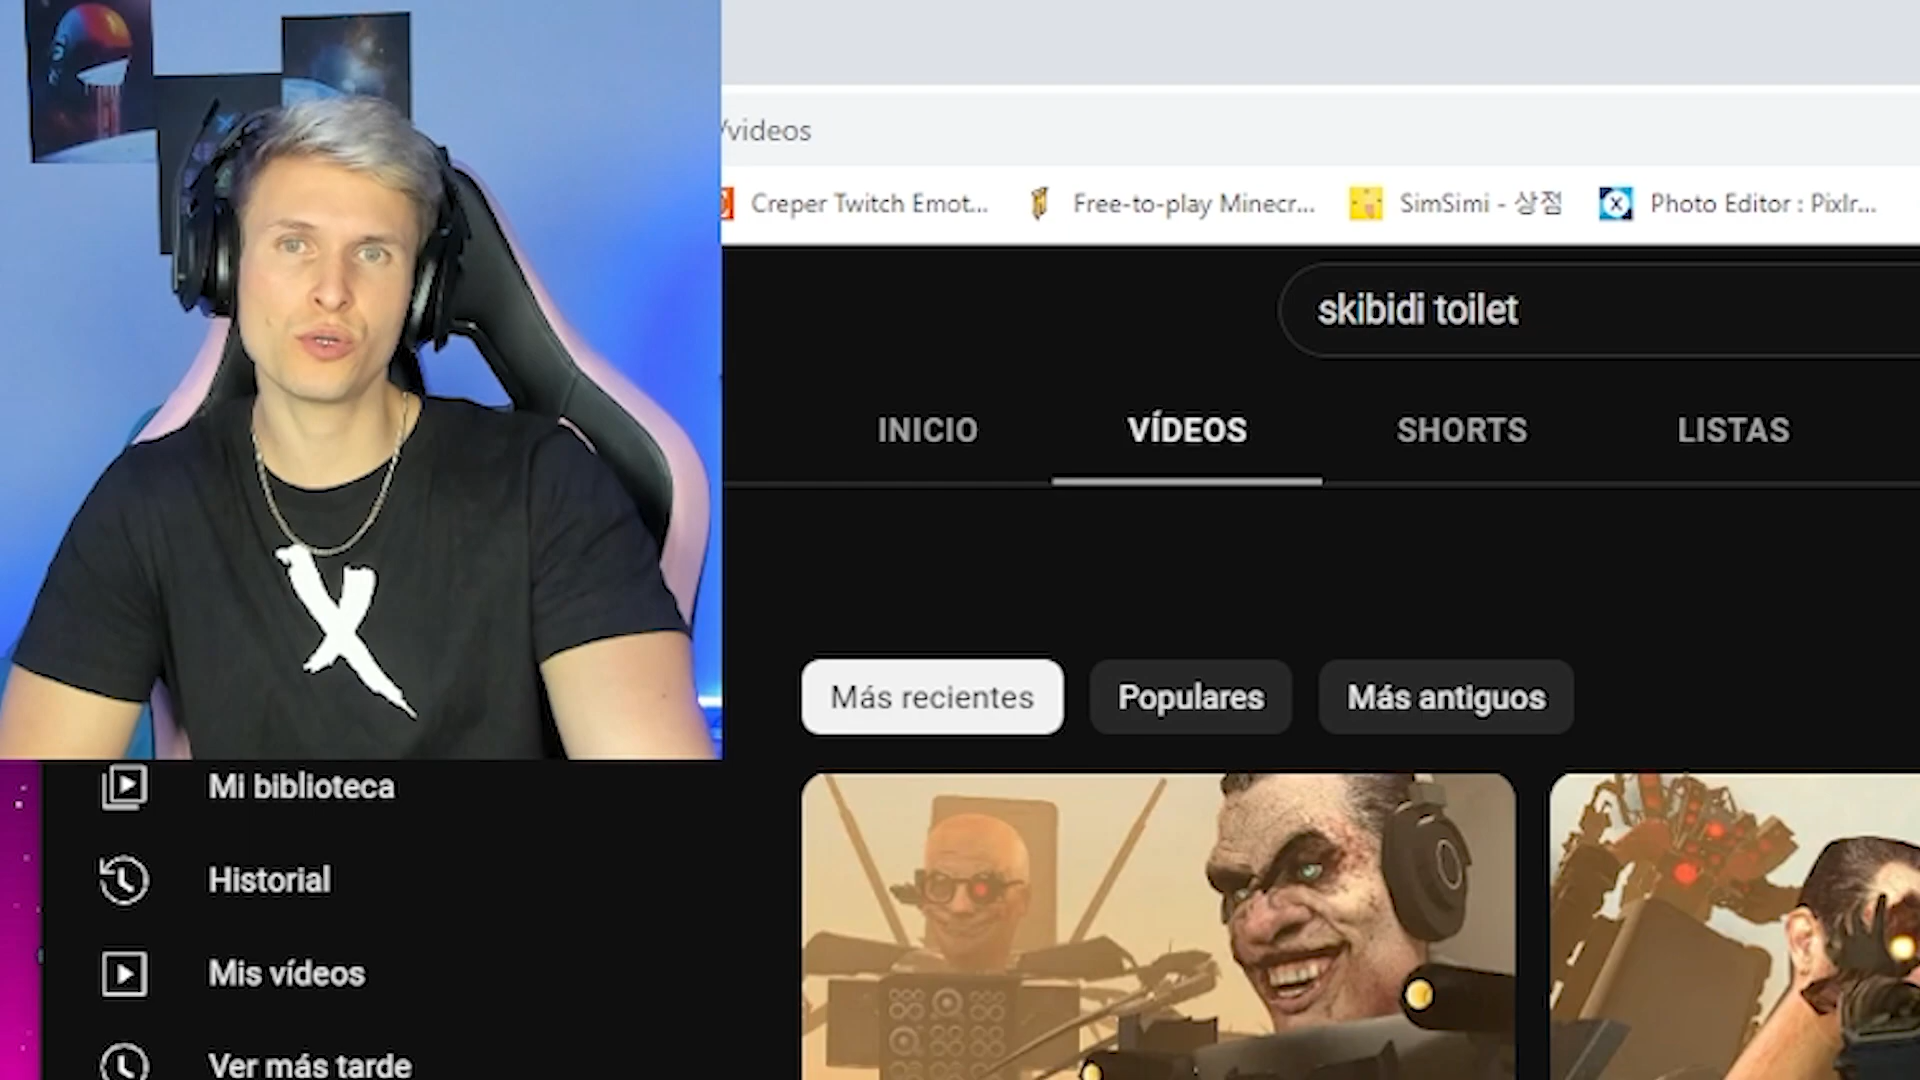 /videos
Creper Twitch Emot...
Free-to-play Minecr...
SimSimi - 상점
Photo Editor : Pixlr...
skibidi toilet
INICIO
VÍDEOS
SHORTS
LISTAS
Más recientes
Populares
Más antiguos
X
Mi biblioteca
Historial
Mis vídeos
Ver más tarde